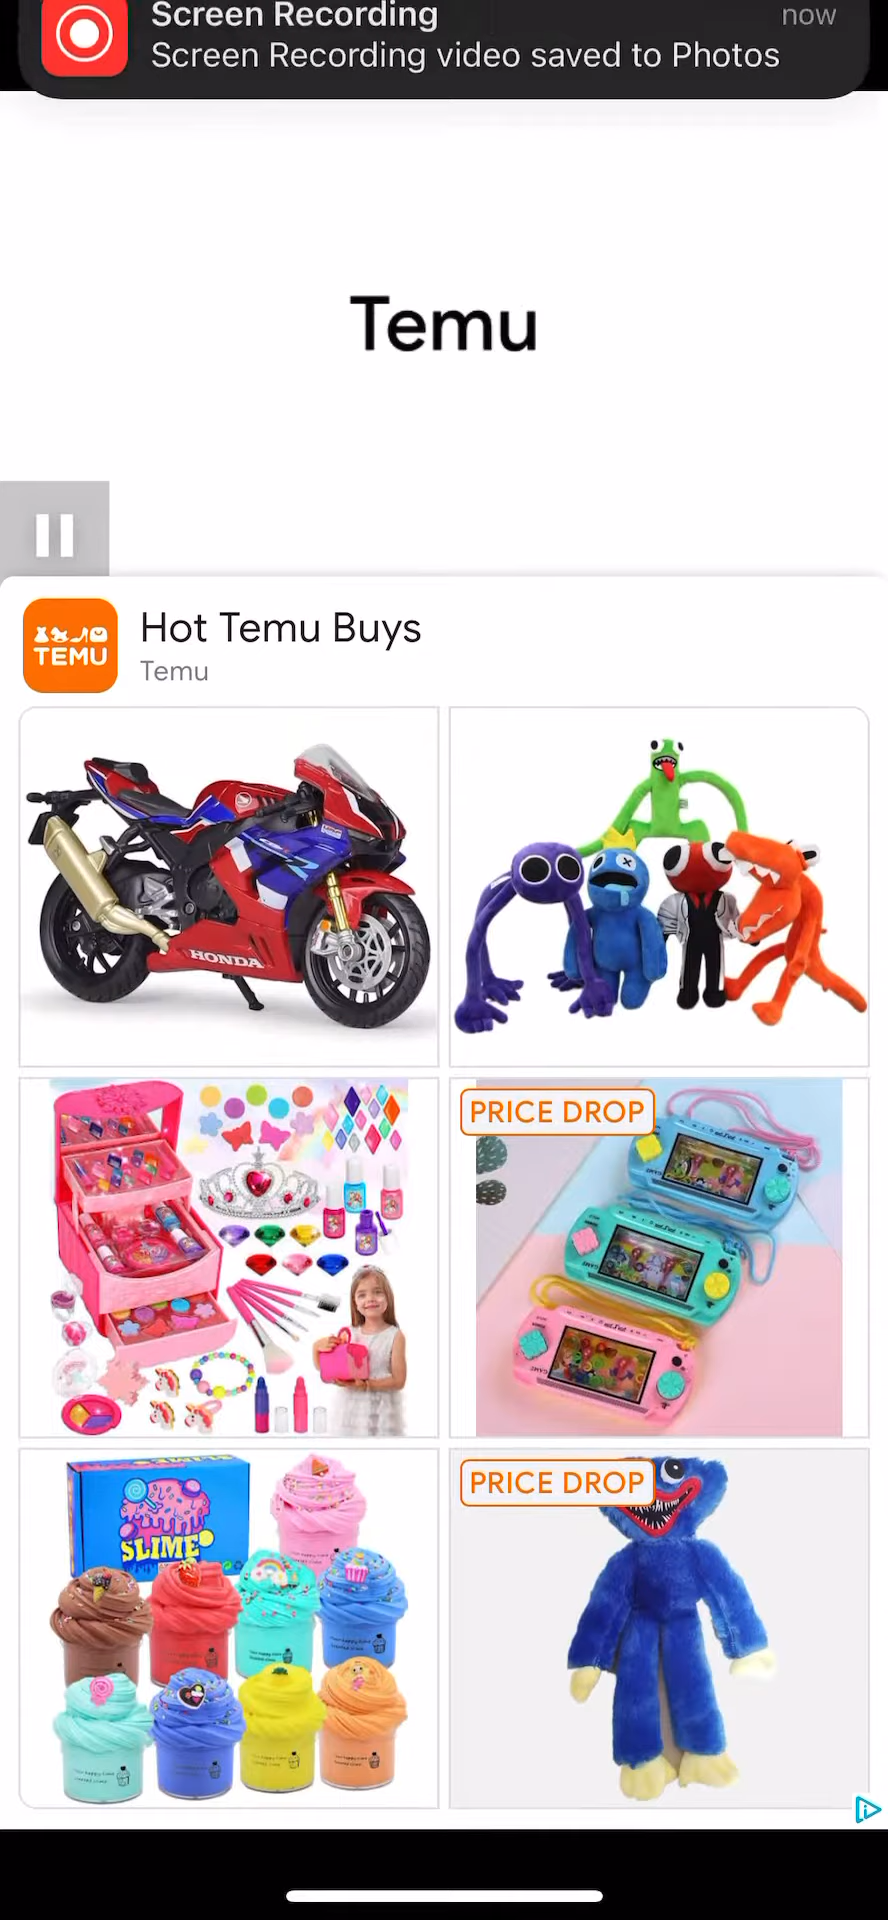 Screen Recording
now
Screen Recording video saved to Photos
Temu
TEMU
Hot Temu Buys
Temu
HONDA
PRICE DROP
SLIME
PRICE DROP